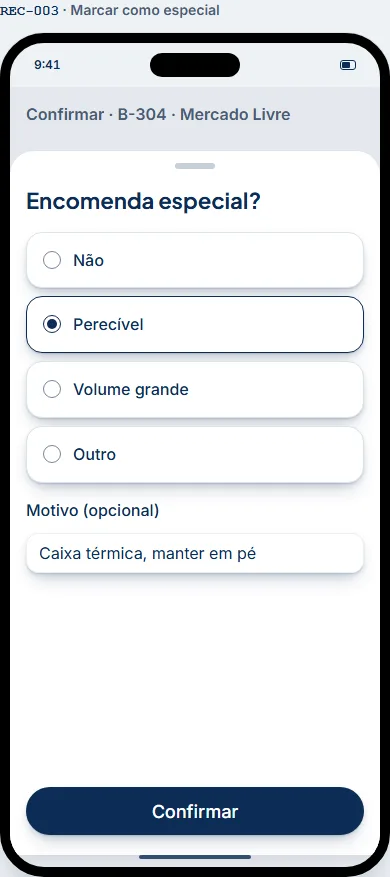 REC-003 · Marcar como especial
9:41
Confirmar · B-304 · Mercado Livre
Encomenda especial?
Não
Perecível
Volume grande
Outro
Motivo (opcional)
Caixa térmica, manter em pé
Confirmar